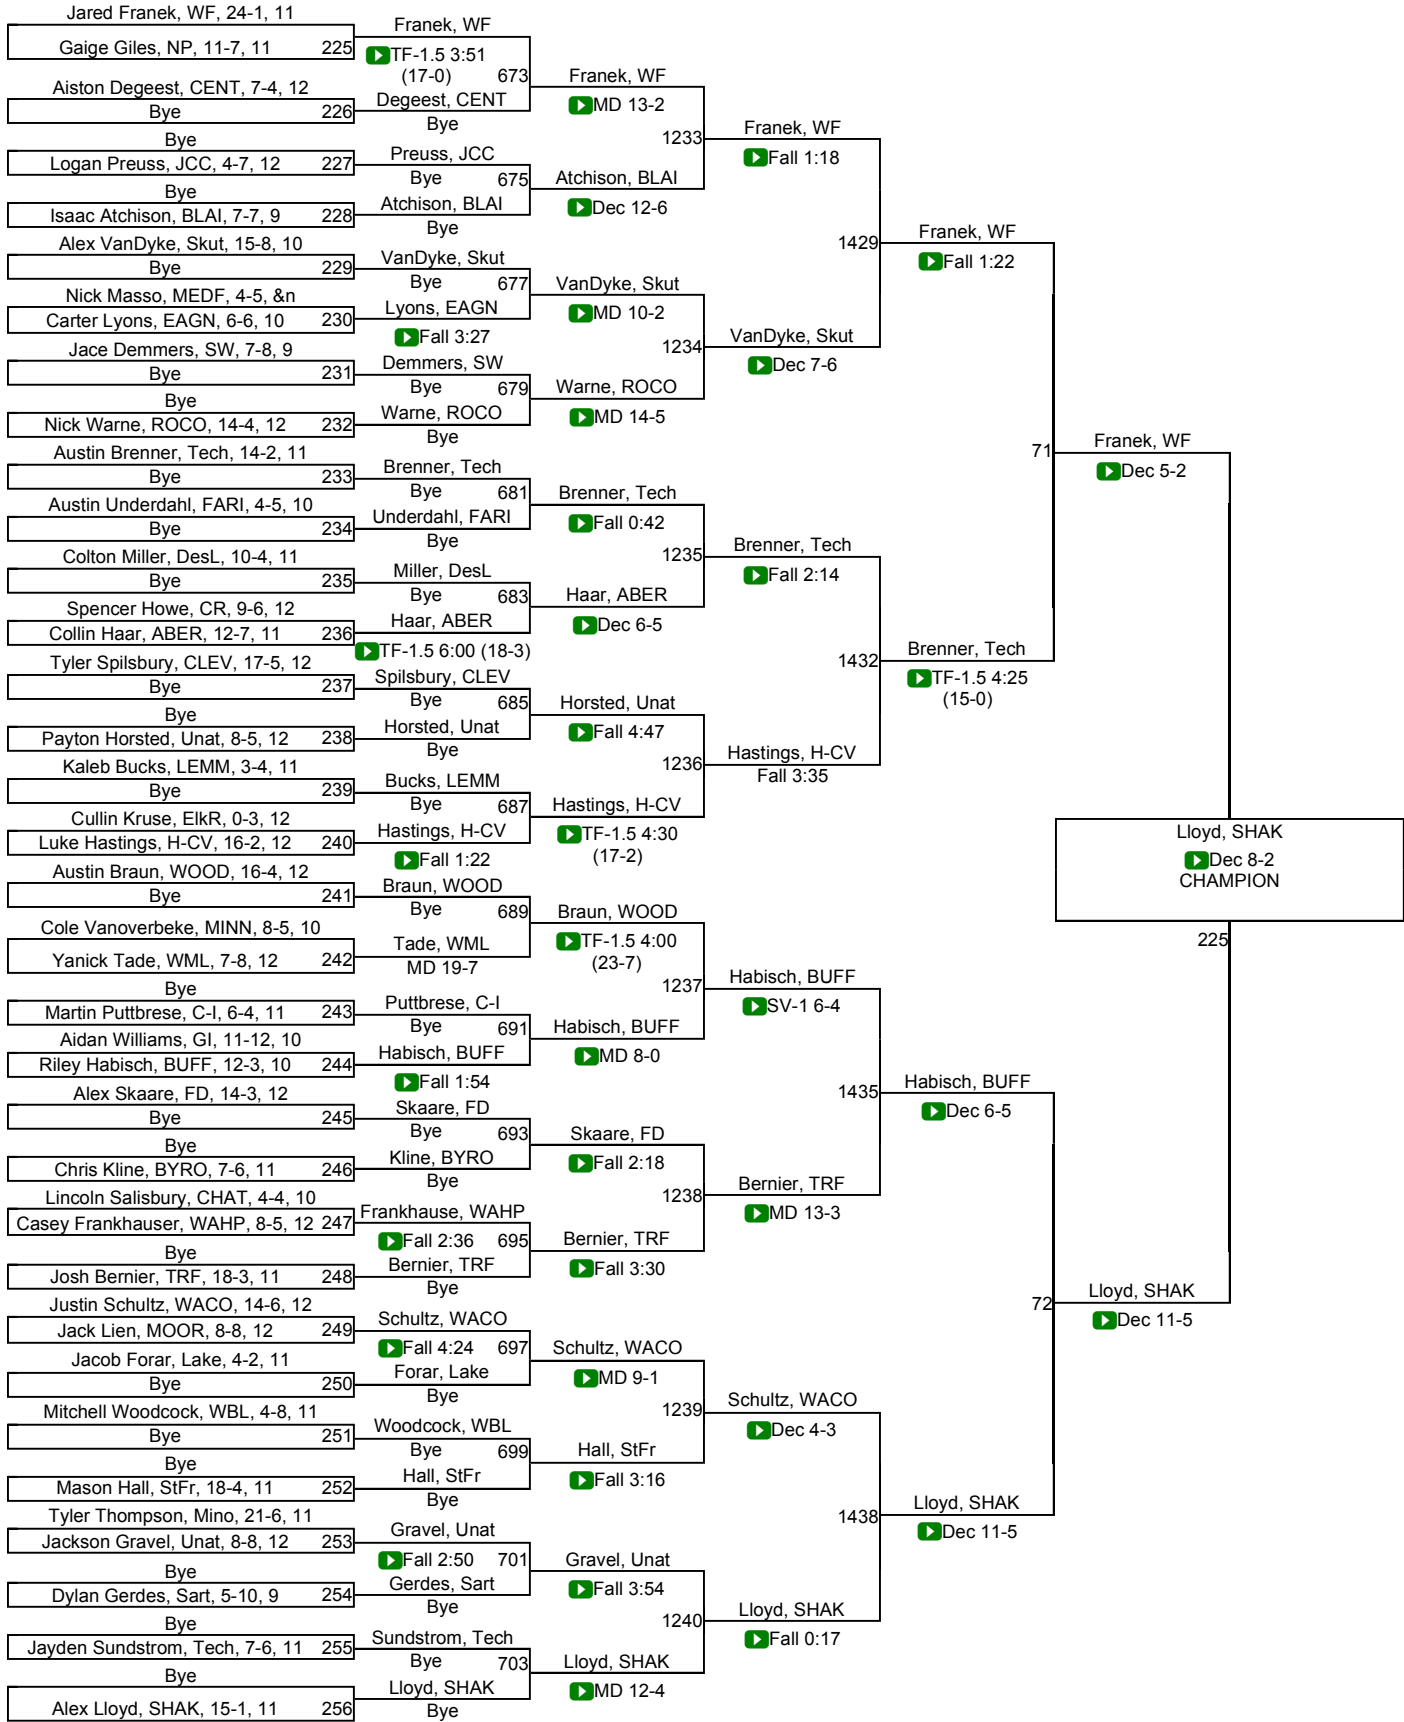 Jared Franek, WF, 24-1, 11
Gaige Giles, NP, 11-7, 11 225
Aiston Degeest, CENT, 7-4, 12
Bye 226
Bye
Logan Preuss, JCC, 4-7, 12 227
Bye
Isaac Atchison, BLAI, 7-7, 9 228
Alex VanDyke, Skut, 15-8, 10
Bye 229
Nick Masso, MEDF, 4-5, &n
Carter Lyons, EAGN, 6-6, 10 230
Jace Demmers, SW, 7-8, 9
Bye 231
Bye
Nick Warne, ROCO, 14-4, 12 232
Austin Brenner, Tech, 14-2, 11
Bye 233
Austin Underdahl, FARI, 4-5, 10
Bye 234
Colton Miller, DesL, 10-4, 11
Bye 235
Spencer Howe, CR, 9-6, 12
Collin Haar, ABER, 12-7, 11 236
Tyler Spilsbury, CLEV, 17-5, 12
Bye 237
Bye
Payton Horsted, Unat, 8-5, 12 238
Kaleb Bucks, LEMM, 3-4, 11
Bye 239
Cullin Kruse, ElkR, 0-3, 12
Luke Hastings, H-CV, 16-2, 12 240
Austin Braun, WOOD, 16-4, 12
Bye 241
Cole Vanoverbeke, MINN, 8-5, 10
Yanick Tade, WML, 7-8, 12 242
Bye
Martin Puttbrese, C-I, 6-4, 11 243
Aidan Williams, GI, 11-12, 10
Riley Habisch, BUFF, 12-3, 10 244
Alex Skaare, FD, 14-3, 12
Bye 245
Bye
Chris Kline, BYRO, 7-6, 11 246
Lincoln Salisbury, CHAT, 4-4, 10
Casey Frankhauser, WAHP, 8-5, 12 247
Bye
Josh Bernier, TRF, 18-3, 11 248
Justin Schultz, WACO, 14-6, 12
Jack Lien, MOOR, 8-8, 12 249
Jacob Forar, Lake, 4-2, 11
Bye 250
Mitchell Woodcock, WBL, 4-8, 11
Bye 251
Bye
Mason Hall, StFr, 18-4, 11 252
Tyler Thompson, Mino, 21-6, 11
Jackson Gravel, Unat, 8-8, 12 253
Bye
Dylan Gerdes, Sart, 5-10, 9 254
Bye
Jayden Sundstrom, Tech, 7-6, 11 255
Bye
Alex Lloyd, SHAK, 15-1, 11 256
Franek, WF
TF-1.5 3:51
(17-0) 673
Degeest, CENT
Bye
Preuss, JCC
Bye 675
Atchison, BLAI
Bye
VanDyke, Skut
Bye 677
Lyons, EAGN
Fall 3:27
Demmers, SW
Bye 679
Warne, ROCO
Bye
Brenner, Tech
Bye 681
Underdahl, FARI
Bye
Miller, DesL
Bye 683
Haar, ABER
TF-1.5 6:00 (18-3)
Spilsbury, CLEV
Bye 685
Horsted, Unat
Bye
Bucks, LEMM
Bye 687
Hastings, H-CV
Fall 1:22
Braun, WOOD
Bye 689
Tade, WML
MD 19-7
Puttbrese, C-I
Bye 691
Habisch, BUFF
Fall 1:54
Skaare, FD
Bye 693
Kline, BYRO
Bye
Frankhause, WAHP
Fall 2:36 695
Bernier, TRF
Bye
Schultz, WACO
Fall 4:24 697
Forar, Lake
Bye
Woodcock, WBL
Bye 699
Hall, StFr
Bye
Gravel, Unat
Fall 2:50 701
Gerdes, Sart
Bye
Sundstrom, Tech
Bye 703
Lloyd, SHAK
Bye
Franek, WF
MD 13-2
1233
Atchison, BLAI
Dec 12-6
VanDyke, Skut
MD 10-2
1234
Warne, ROCO
MD 14-5
Brenner, Tech
Fall 0:42
1235
Haar, ABER
Dec 6-5
Horsted, Unat
Fall 4:47
1236
Hastings, H-CV
TF-1.5 4:30
(17-2)
Braun, WOOD
TF-1.5 4:00
(23-7)
1237
Habisch, BUFF
MD 8-0
Skaare, FD
Fall 2:18
1238
Bernier, TRF
Fall 3:30
Schultz, WACO
MD 9-1
1239
Hall, StFr
Fall 3:16
Gravel, Unat
Fall 3:54
1240
Lloyd, SHAK
MD 12-4
Franek, WF
Fall 1:18
1429
VanDyke, Skut
Dec 7-6
Brenner, Tech
Fall 2:14
1432
Hastings, H-CV
Fall 3:35
Habisch, BUFF
SV-1 6-4
1435
Bernier, TRF
MD 13-3
Schultz, WACO
Dec 4-3
1438
Lloyd, SHAK
Fall 0:17
Franek, WF
Fall 1:22
71
Brenner, Tech
TF-1.5 4:25
(15-0)
Habisch, BUFF
Dec 6-5
72
Lloyd, SHAK
Dec 11-5
Franek, WF
Dec 5-2
Lloyd, SHAK
Dec 11-5
Lloyd, SHAK
Dec 8-2
CHAMPION
225